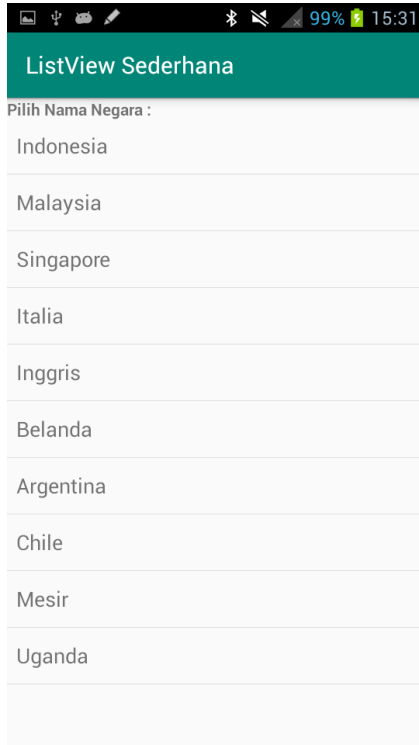 99% 15:31
ListView Sederhana
Pilih Nama Negara :
Indonesia
Malaysia
Singapore
Italia
Inggris
Belanda
Argentina
Chile
Mesir
Uganda